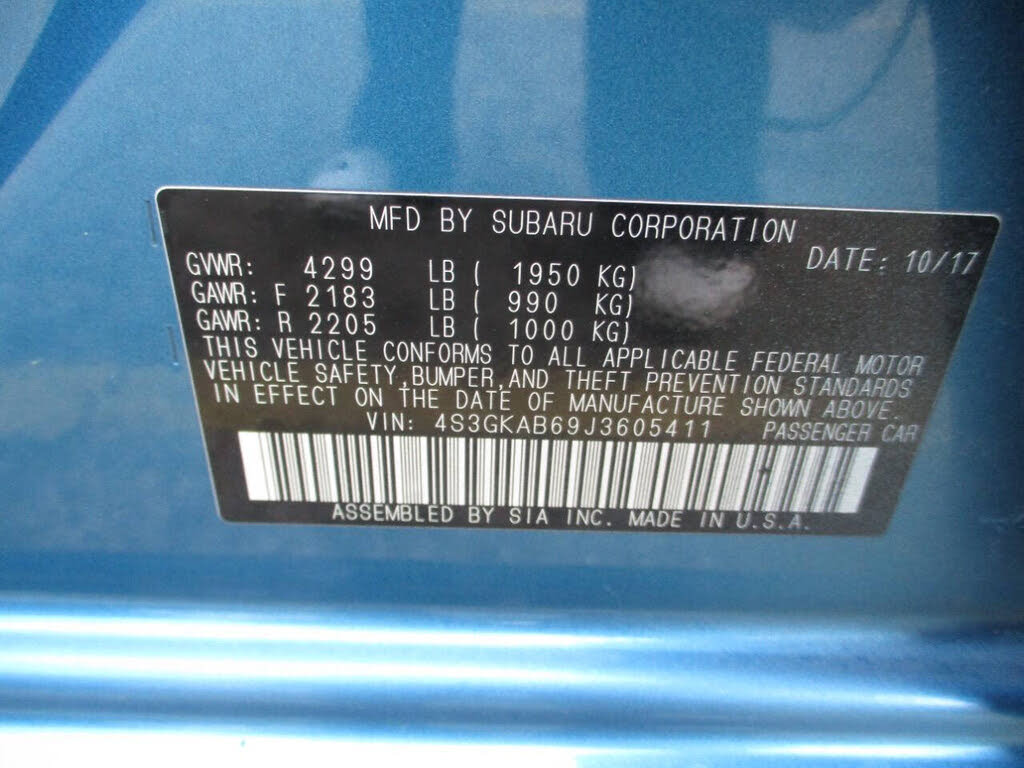 MFD BY SUBARU CORPORATION
DATE: 10/17
GVWR: 4299 LB ( 1950 KG)
GAWR: F 2183 LB ( 990 KG)
GAWR: R 2205 LB ( 1000 KG)
THIS VEHICLE CONFORMS TO ALL APPLICABLE FEDERAL MOTOR
VEHICLE SAFETY,BUMPER,AND THEFT PREVENTION STANDARDS
IN EFFECT ON THE DATE OF MANUFACTURE SHOWN ABOVE.
VIN: 4S3GKAB69J3605411 PASSENGER CAR
ASSEMBLED BY SIA INC. MADE IN U.S.A.